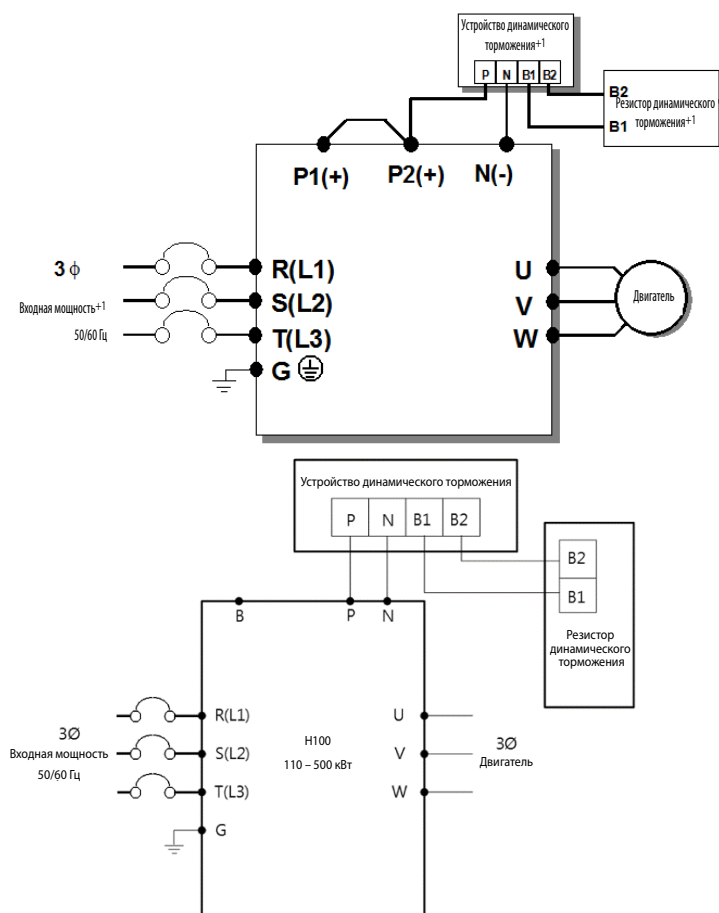 Устройство динамического
торможения+1
P N B1 B2
B2
Резистор динамического
торможения+1
B1
P1(+) P2(+) N(-)
3 ϕ
Входная мощность+1
50/60 Гц
R(L1)
S(L2)
T(L3)
G
U
V
W
Двигатель
Устройство динамического торможения
P N B1 B2
B2
B1
Резистор
динамического
торможения
B P N
3Ø
Входная мощность
50/60 Гц
R(L1)
S(L2)
T(L3)
G
H100
110 – 500 кВт
U
V
W
3Ø
Двигатель